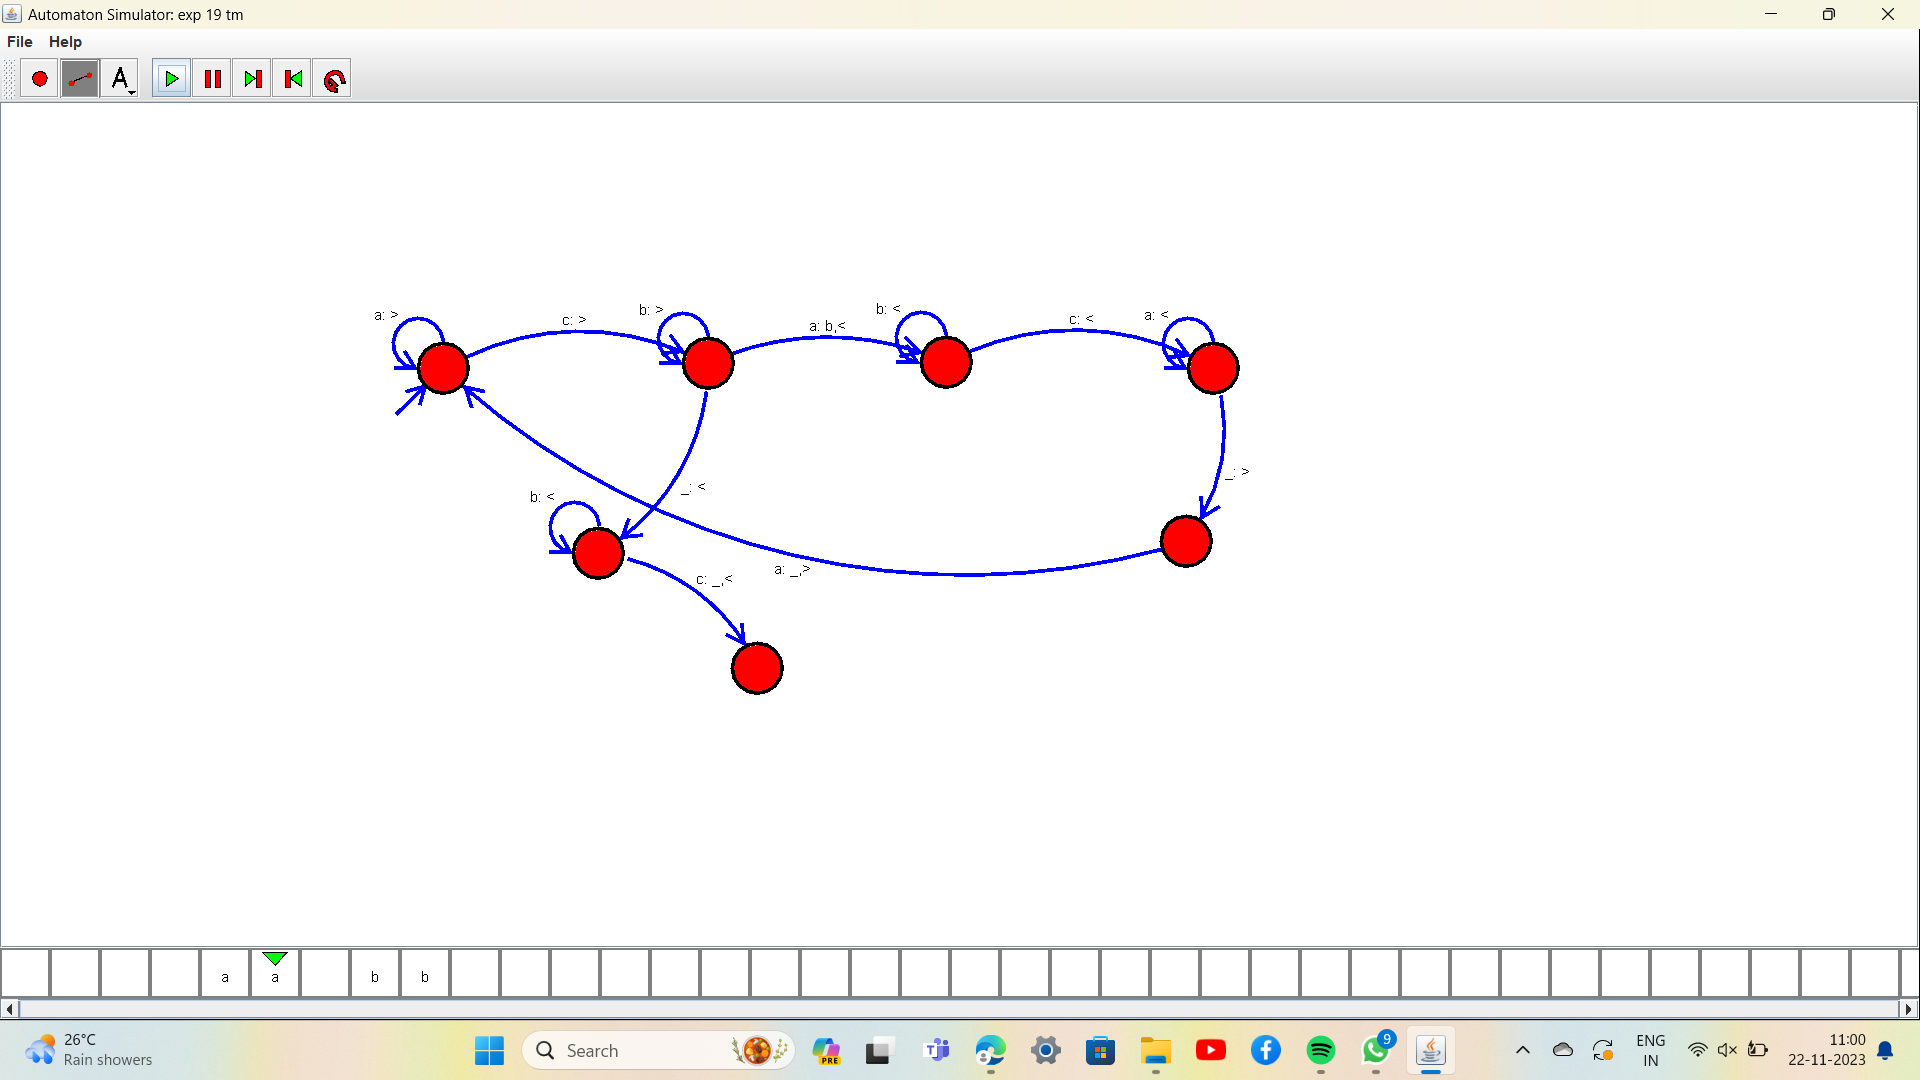 Automaton Simulator: exp 19 tm
File Help
A
a: >
c: >
b: >
a: b,<
b: <
c: <
a: <
_: >
_: <
b: <
c: _,<
a: _,>
a a b b
26°C
Rain showers
Search
PRE
9
ENG
IN
11:00
22-11-2023